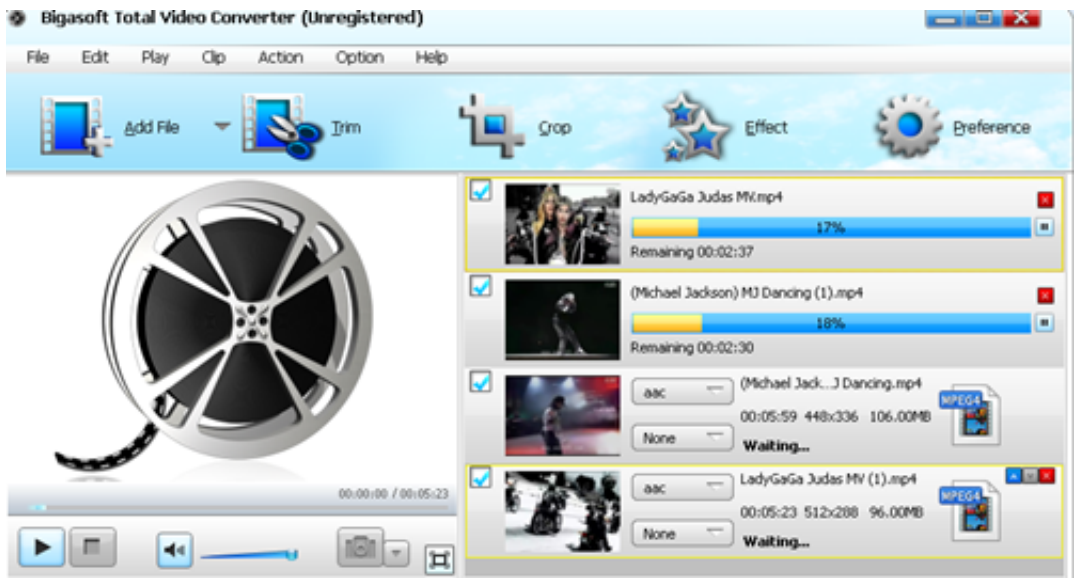 Bigasoft Total Video Converter (Unregistered)
File Edit Play Clip Action Option Help
Add File Trim Crop Effect Preference
LadyGaGa Judas MV.mp4
17%
Remaining 00:02:37
(Michael Jackson) MJ Dancing (1).mp4
18%
Remaining 00:02:30
aac (Michael Jack...J Dancing.mp4
MPEG4
00:05:59 448x336 106.00MB
None Waiting...
aac LadyGaGa Judas MV (1).mp4
MPEG4
00:05:23 512x288 96.00MB
None Waiting...
00:00:00 / 00:05:23